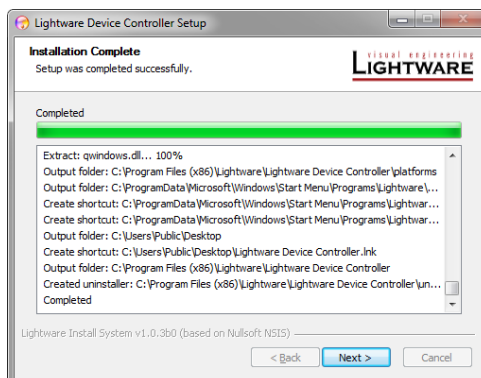 Lightware Device Controller Setup
Installation Complete
Setup was completed successfully.
visual engineering
LIGHTWARE
Completed
Extract: qwindows.dll... 100%
Output folder: C:\Program Files (x86)\Lightware\Lightware Device Controller\platforms
Output folder: C:\ProgramData\Microsoft\Windows\Start Menu\Programs\Lightware\...
Create shortcut: C:\ProgramData\Microsoft\Windows\Start Menu\Programs\Lightwar...
Create shortcut: C:\ProgramData\Microsoft\Windows\Start Menu\Programs\Lightwar...
Output folder: C:\Users\Public\Desktop
Create shortcut: C:\Users\Public\Desktop\Lightware Device Controller.lnk
Output folder: C:\Program Files (x86)\Lightware\Lightware Device Controller
Created uninstaller: C:\Program Files (x86)\Lightware\Lightware Device Controller\un...
Completed
Lightware Install System v1.0.3b0 (based on Nullsoft NSIS)
< Back
Next >
Cancel